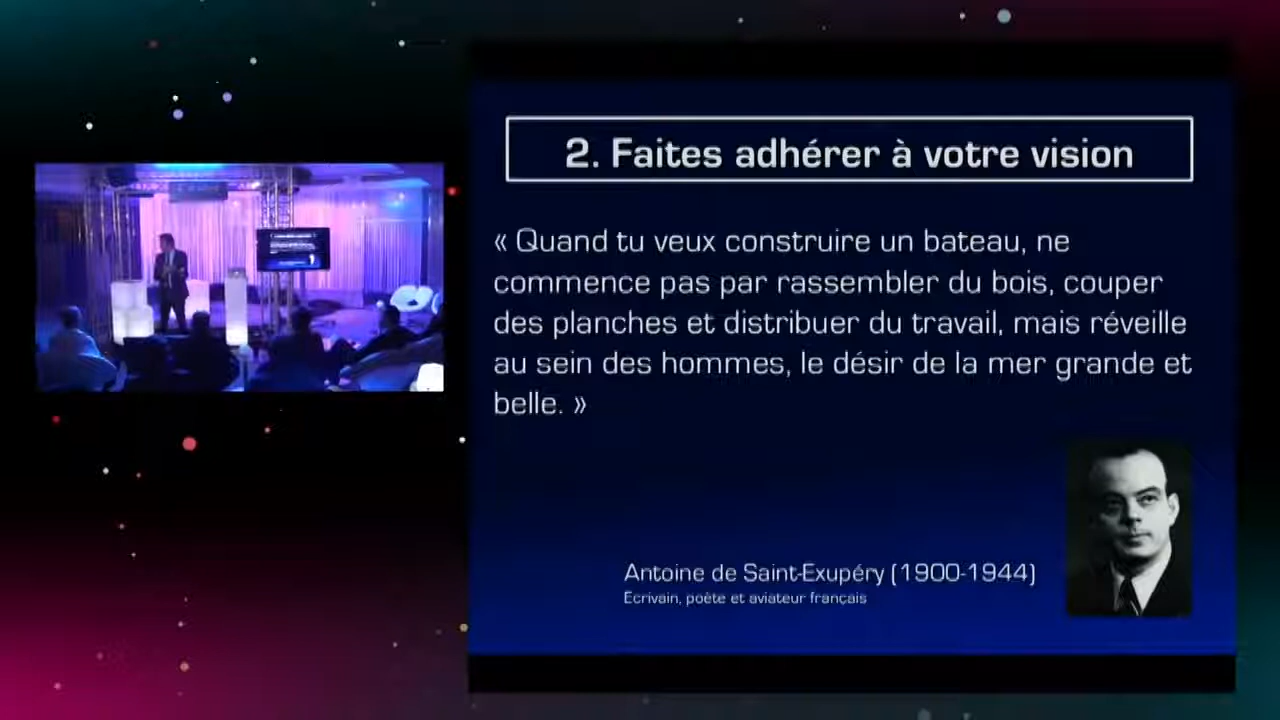 2. Faites adhérer à votre vision
« Quand tu veux construire un bateau, ne
commence pas par rassembler du bois, couper
des planches et distribuer du travail, mais réveille
au sein des hommes, le désir de la mer grande et
belle. »
Antoine de Saint-Exupéry (1900-1944)
Ecrivain, poète et aviateur français